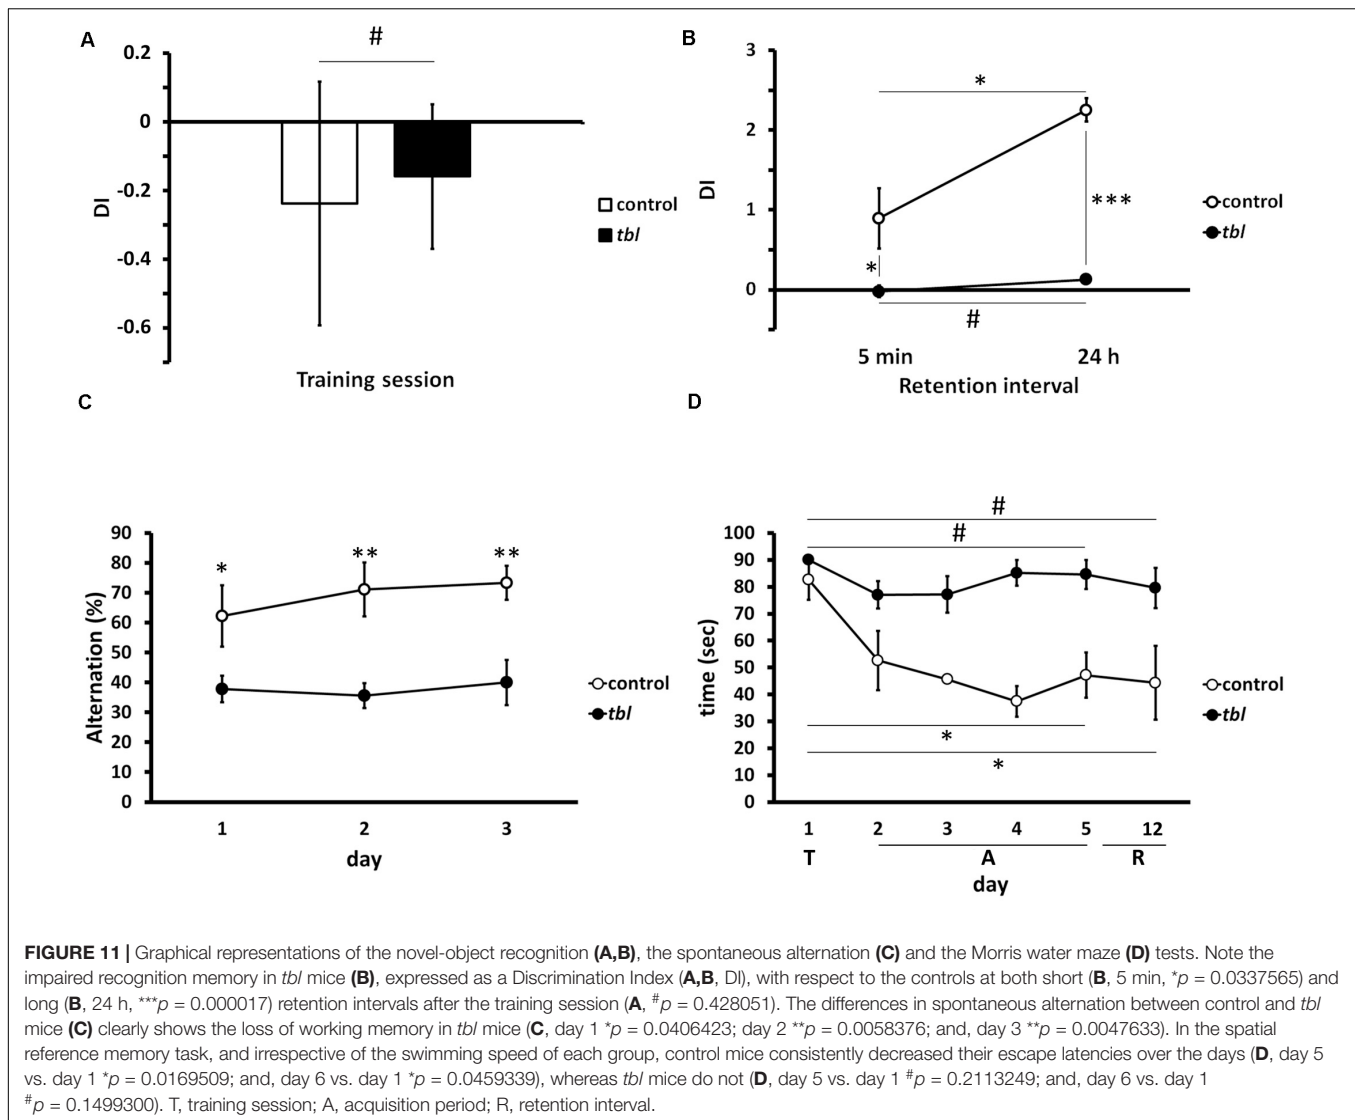 A
#
0.2
0
-0.2
-0.4
-0.6
DI
Training session
control
tbl
B
3
2
1
0
DI
*
***
*
#
5 min
24 h
Retention interval
control
tbl
C
90
80
70
60
50
40
30
20
10
0
Alternation (%)
*
**
**
1
2
3
day
control
tbl
D
#
#
100
90
80
70
60
50
40
30
20
10
0
time (sec)
*
*
1
2
3
4
5
12
T
A
R
day
control
tbl
FIGURE 11 | Graphical representations of the novel-object recognition (A,B), the spontaneous alternation (C) and the Morris water maze (D) tests. Note the
impaired recognition memory in tbl mice (B), expressed as a Discrimination Index (A,B, DI), with respect to the controls at both short (B, 5 min, *p = 0.0337565) and
long (B, 24 h, ***p = 0.000017) retention intervals after the training session (A, #p = 0.428051). The differences in spontaneous alternation between control and tbl
mice (C) clearly shows the loss of working memory in tbl mice (C, day 1 *p = 0.0406423; day 2 **p = 0.0058376; and, day 3 **p = 0.0047633). In the spatial
reference memory task, and irrespective of the swimming speed of each group, control mice consistently decreased their escape latencies over the days (D, day 5
vs. day 1 *p = 0.0169509; and, day 6 vs. day 1 *p = 0.0459339), whereas tbl mice do not (D, day 5 vs. day 1 #p = 0.2113249; and, day 6 vs. day 1
#p = 0.1499300). T, training session; A, acquisition period; R, retention interval.